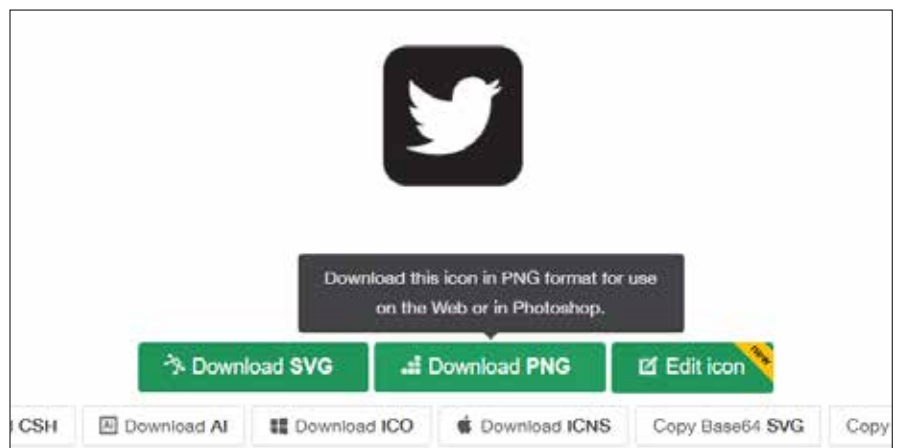 Download this icon in PNG format for use
on the Web or in Photoshop.
Download SVG
Download PNG
Edit icon
new
CSH
Download AI
Download ICO
Download ICNS
Copy Base64 SVG
Copy